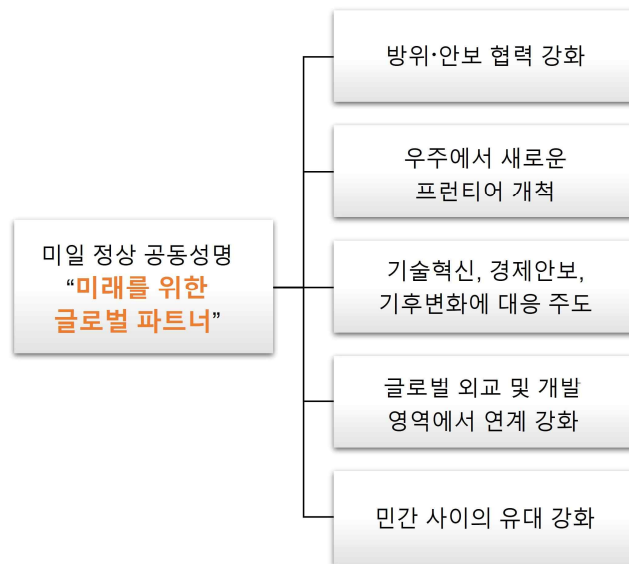 미일 정상 공동성명
“미래를 위한
글로벌 파트너”
방위·안보 협력 강화
우주에서 새로운
프런티어 개척
기술혁신, 경제안보,
기후변화에 대응 주도
글로벌 외교 및 개발
영역에서 연계 강화
민간 사이의 유대 강화